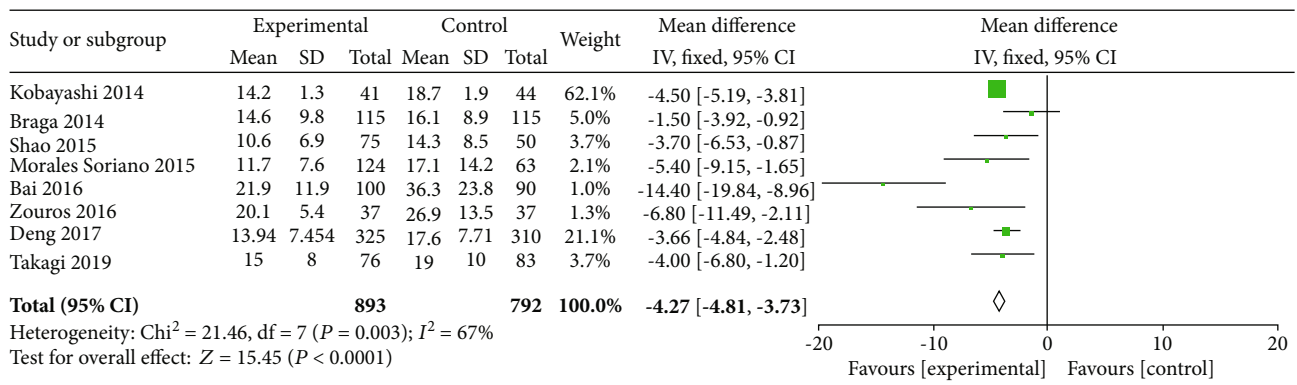 Study or subgroup Experimental Control Weight Mean difference Mean difference
Mean SD Total Mean SD Total IV, fixed, 95% CI IV, fixed, 95% CI
Kobayashi 2014 14.2 1.3 41 18.7 1.9 44 62.1% -4.50 [-5.19, -3.81]
Braga 2014 14.6 9.8 115 16.1 8.9 115 5.0% -1.50 [-3.92, -0.92]
Shao 2015 10.6 6.9 75 14.3 8.5 50 3.7% -3.70 [-6.53, -0.87]
Morales Soriano 2015 11.7 7.6 124 17.1 14.2 63 2.1% -5.40 [-9.15, -1.65]
Bai 2016 21.9 11.9 100 36.3 23.8 90 1.0% -14.40 [-19.84, -8.96]
Zouros 2016 20.1 5.4 37 26.9 13.5 37 1.3% -6.80 [-11.49, -2.11]
Deng 2017 13.94 7.454 325 17.6 7.71 310 21.1% -3.66 [-4.84, -2.48]
Takagi 2019 15 8 76 19 10 83 3.7% -4.00 [-6.80, -1.20]
Total (95% CI) 893 792 100.0% -4.27 [-4.81, -3.73]
Heterogeneity: Chi² = 21.46, df = 7 (P = 0.003); I² = 67%
Test for overall effect: Z = 15.45 (P < 0.0001)
-20 -10 0 10 20
Favours [experimental] Favours [control]